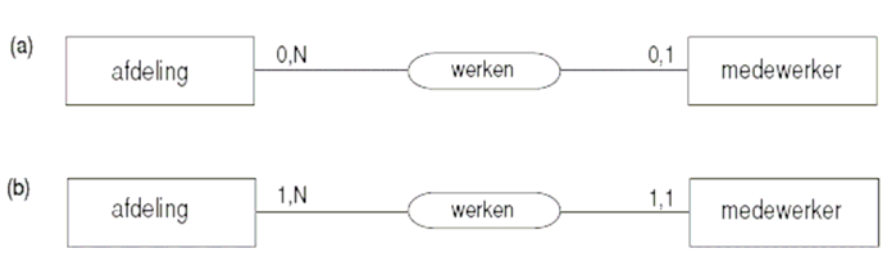 (a)
afdeling 0,N werken 0,1 medewerker
(b)
afdeling 1,N werken 1,1 medewerker